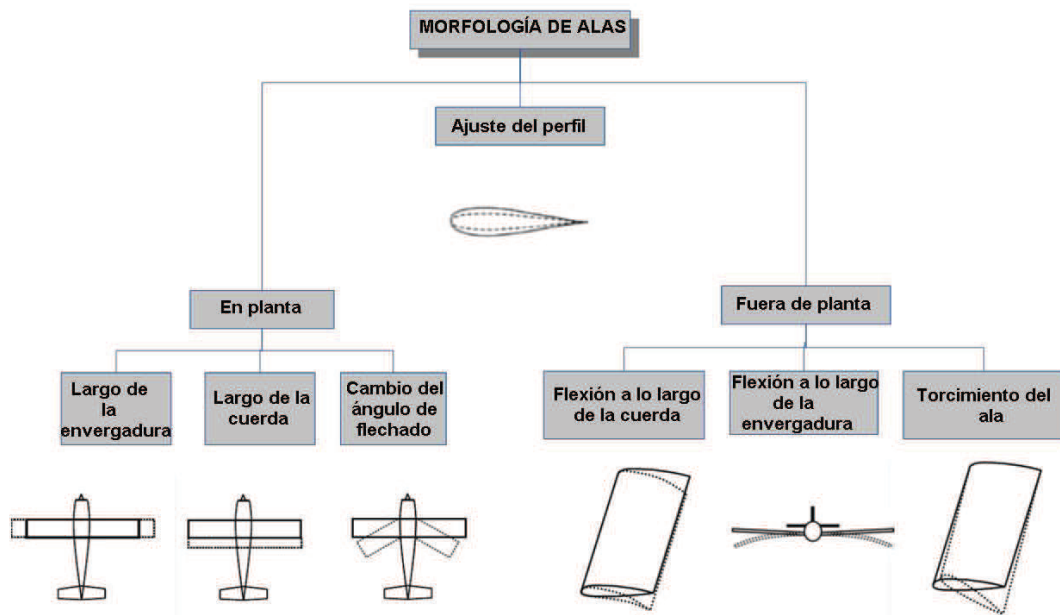 MORFOLOGÍA DE ALAS
Ajuste del perfil
En planta
Fuera de planta
Largo de
la
envergadura
Largo de la
cuerda
Cambio del
ángulo de
flechado
Flexión a lo largo
de la cuerda
Flexión a lo largo
de la
envergadura
Torcimiento del
ala